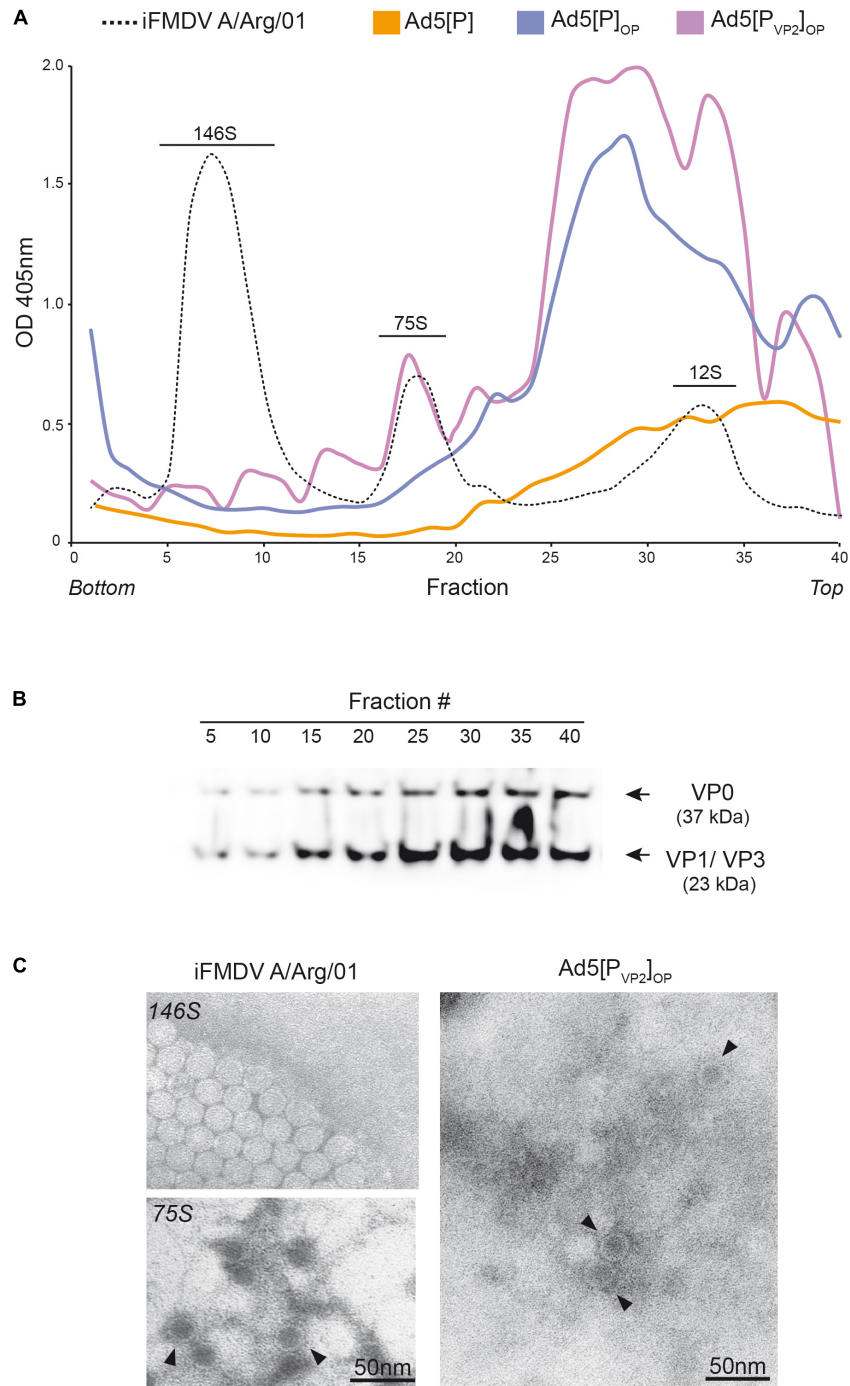 A
iFMDV A/Arg/01
Ad5[P]
Ad5[P]OP
Ad5[PVP2]OP
2.0
1.5
1.0
0.5
0
OD 405nm
146S
75S
12S
0 5 10 15 20 25 30 35 40
Bottom Fraction Top
B
Fraction #
5 10 15 20 25 30 35 40
VP0
(37 kDa)
VP1/ VP3
(23 kDa)
C
iFMDV A/Arg/01
Ad5[PVP2]OP
146S
75S
50nm
50nm